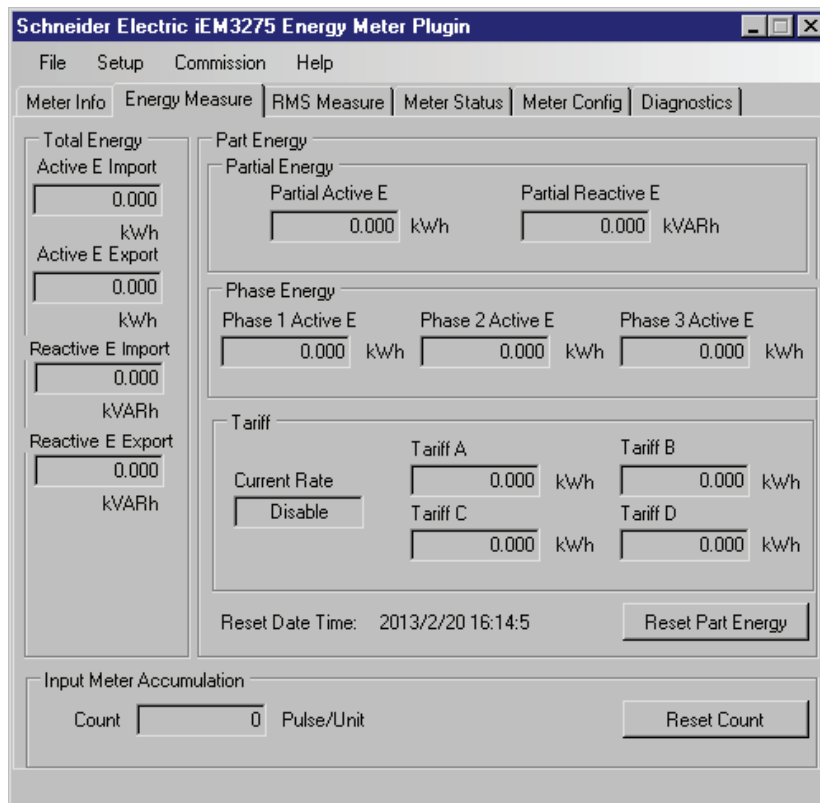 Schneider Electric iEM3275 Energy Meter Plugin
File Setup Commission Help
Meter Info Energy Measure RMS Measure Meter Status Meter Config Diagnostics
Total Energy
Active E Import
0.000
kWh
Active E Export
0.000
kWh
Reactive E Import
0.000
kVARh
Reactive E Export
0.000
kVARh
Part Energy
Partial Energy
Partial Active E Partial Reactive E
0.000 kWh 0.000 kVARh
Phase Energy
Phase 1 Active E Phase 2 Active E Phase 3 Active E
0.000 kWh 0.000 kWh 0.000 kWh
Tariff
Tariff A Tariff B
Current Rate 0.000 kWh 0.000 kWh
Disable Tariff C Tariff D
0.000 kWh 0.000 kWh
Reset Date Time: 2013/2/20 16:14:5 Reset Part Energy
Input Meter Accumulation
Count 0 Pulse/Unit Reset Count